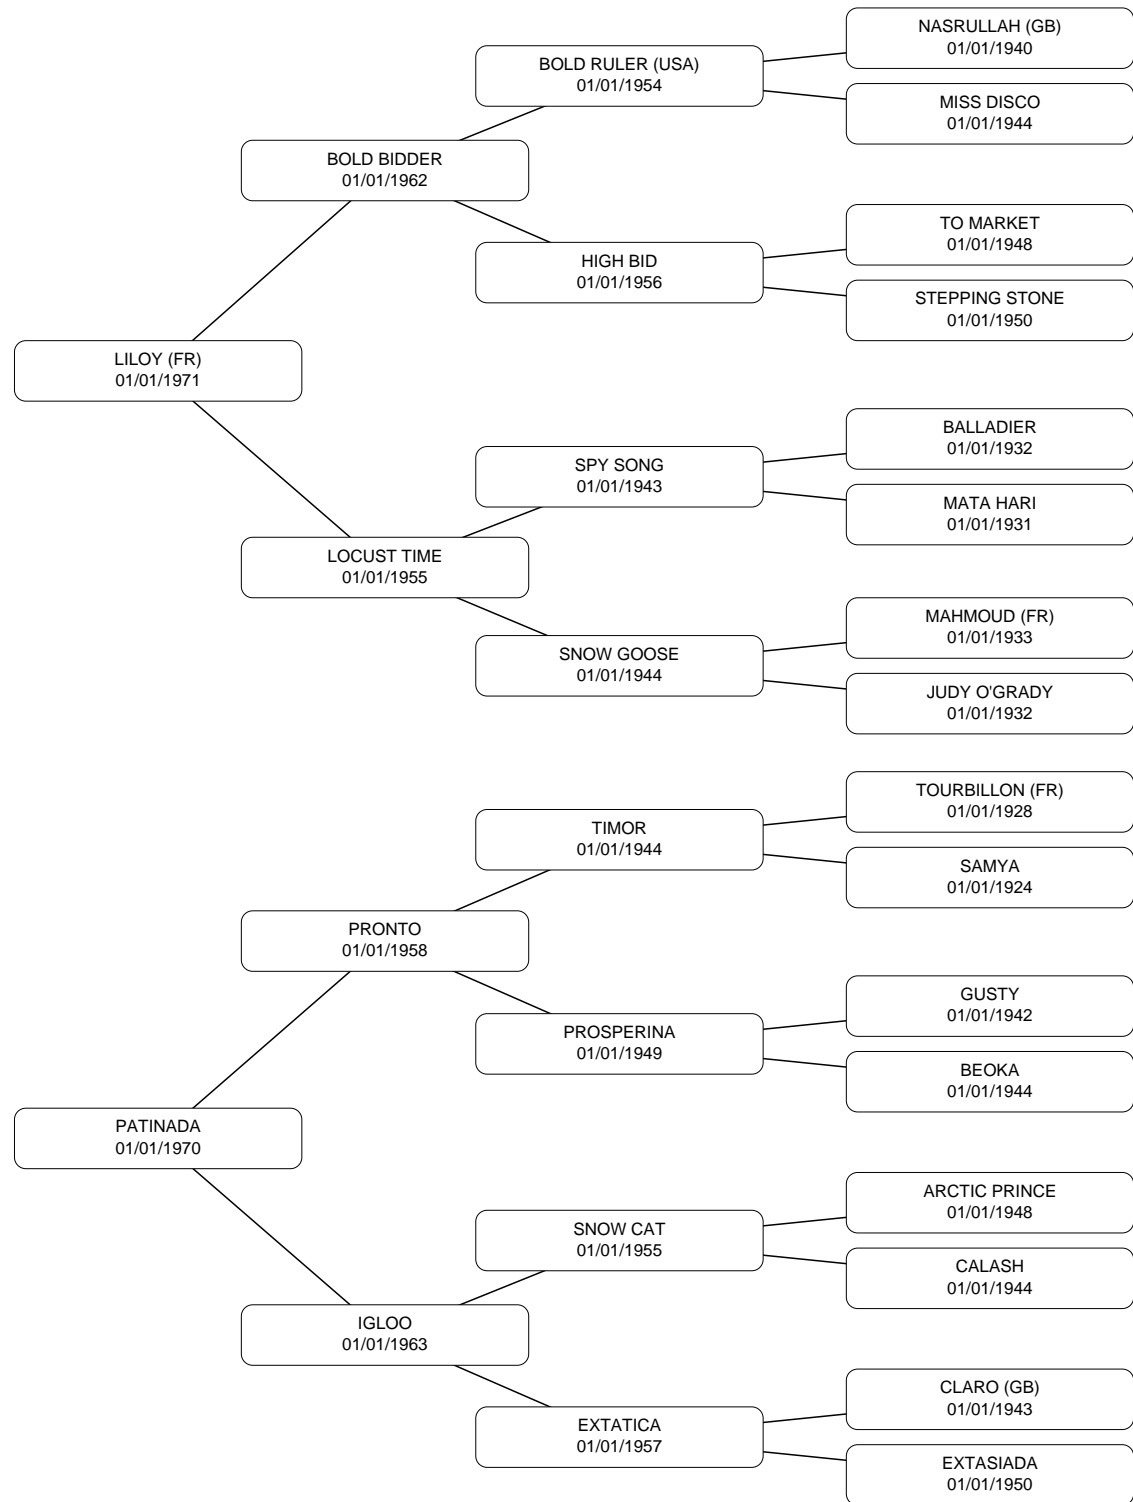 NASRULLAH (GB)
01/01/1940
BOLD RULER (USA)
01/01/1954
MISS DISCO
01/01/1944
BOLD BIDDER
01/01/1962
TO MARKET
01/01/1948
HIGH BID
01/01/1956
STEPPING STONE
01/01/1950
LILOY (FR)
01/01/1971
BALLADIER
01/01/1932
SPY SONG
01/01/1943
MATA HARI
01/01/1931
LOCUST TIME
01/01/1955
MAHMOUD (FR)
01/01/1933
SNOW GOOSE
01/01/1944
JUDY O'GRADY
01/01/1932
TOURBILLON (FR)
01/01/1928
TIMOR
01/01/1944
SAMYA
01/01/1924
PRONTO
01/01/1958
GUSTY
01/01/1942
PROSPERINA
01/01/1949
BEOKA
01/01/1944
PATINADA
01/01/1970
ARCTIC PRINCE
01/01/1948
SNOW CAT
01/01/1955
CALASH
01/01/1944
IGLOO
01/01/1963
CLARO (GB)
01/01/1943
EXTATICA
01/01/1957
EXTASIADA
01/01/1950